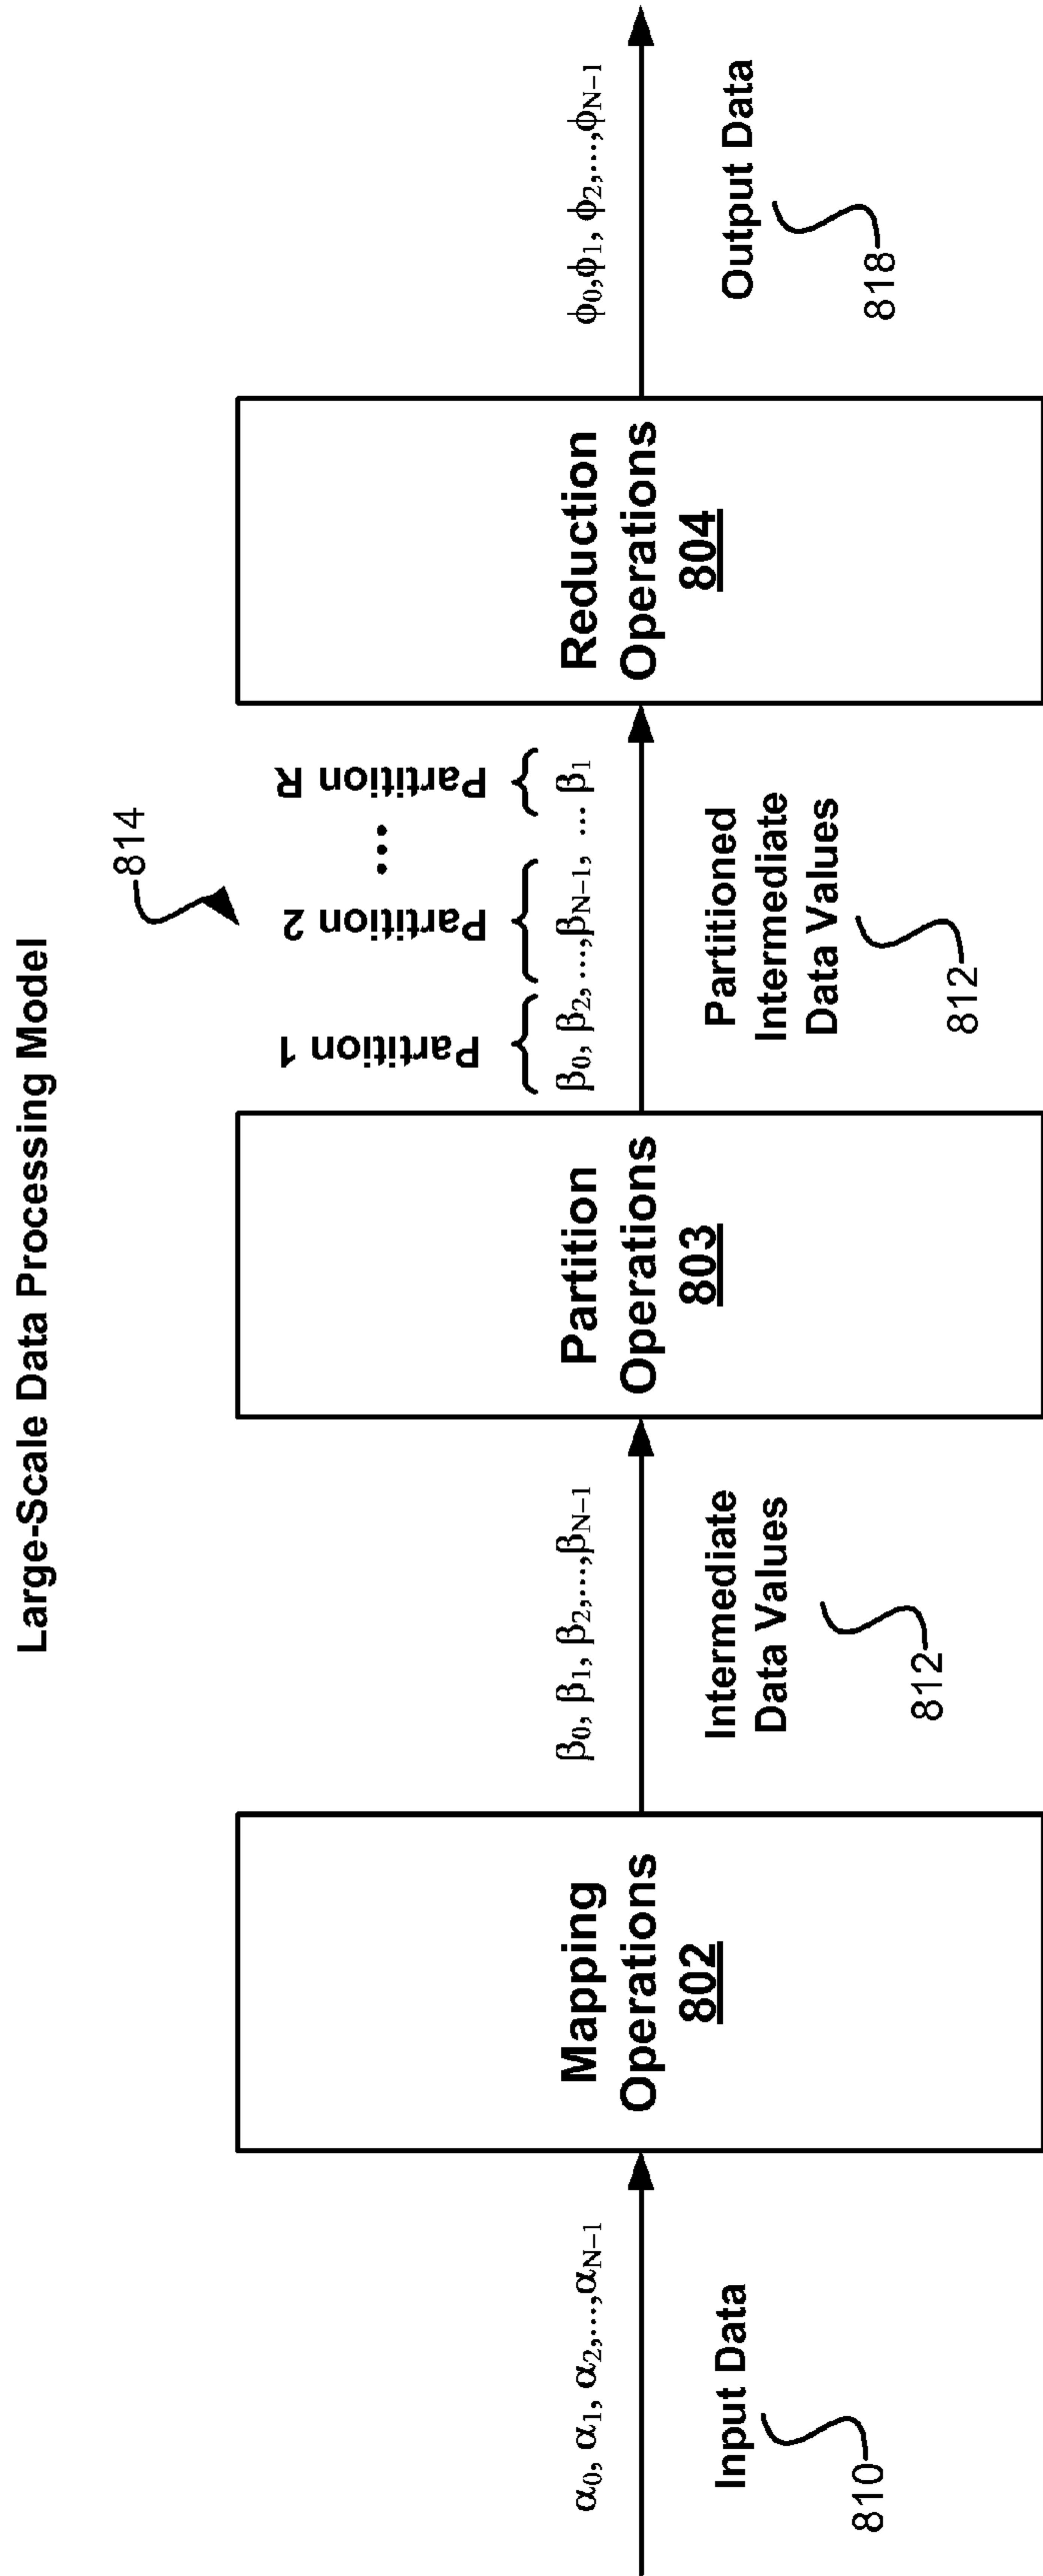 Large-Scale Data Processing Model
α0, α1, α2,...,αN−1
Input Data
810
Mapping
Operations
802
β0, β1, β2,...,βN−1
Intermediate
Data Values
812
Partition
Operations
803
814
Partition 1
Partition 2
...
Partition R
β0, β2, ...,βN−1, ... β1
Partitioned
Intermediate
Data Values
812
Reduction
Operations
804
ϕ0,ϕ1, ϕ2,...,ϕN−1
Output Data
818